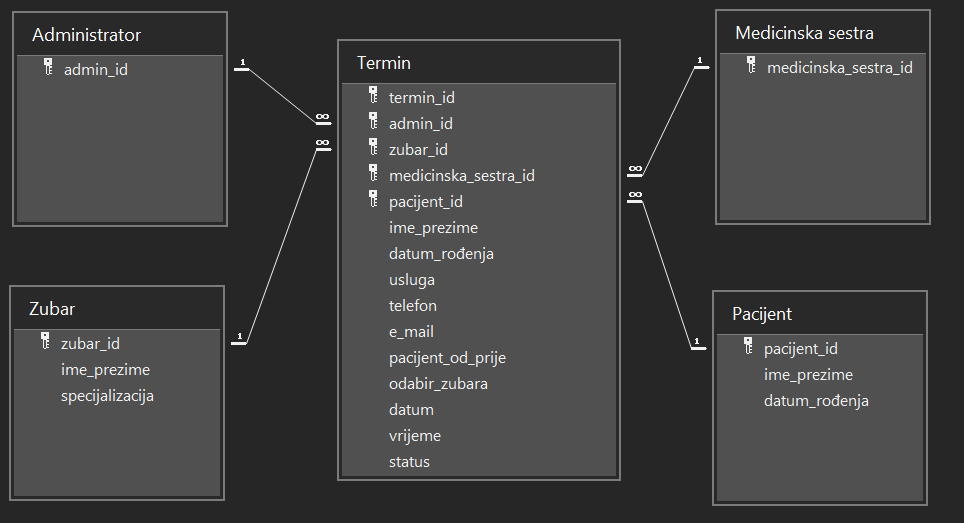 Administrator
admin_id
Zubar
zubar_id
ime_prezime
specijalizacija
1
∞
∞
1
Termin
termin_id
admin_id
zubar_id
medicinska_sestra_id
pacijent_id
ime_prezime
datum_rođenja
usluga
telefon
e_mail
pacijent_od_prije
odabir_zubara
datum
vrijeme
status
1
∞
∞
1
Medicinska sestra
medicinska_sestra_id
Pacijent
pacijent_id
ime_prezime
datum_rođenja